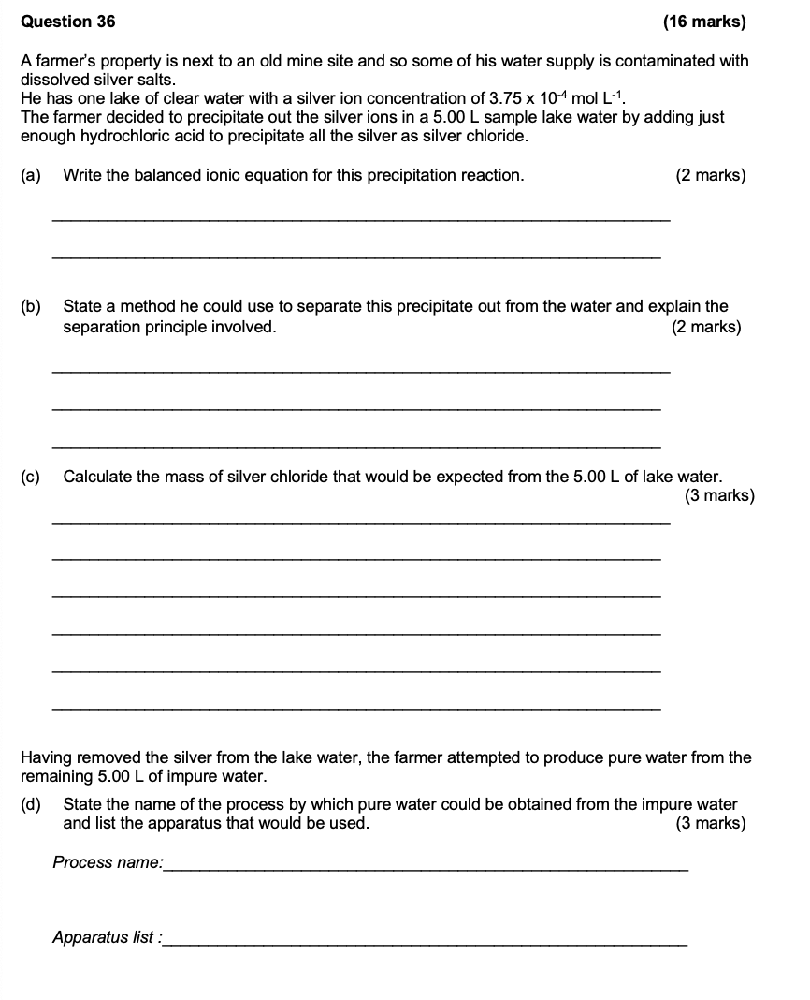 Question 36 (16 marks)
A farmer's property is next to an old mine site and so some of his water supply is contaminated with
dissolved silver salts.
He has one lake of clear water with a silver ion concentration of 3.75 x 10⁻⁴ mol L⁻¹.
The farmer decided to precipitate out the silver ions in a 5.00 L sample lake water by adding just
enough hydrochloric acid to precipitate all the silver as silver chloride.
(a) Write the balanced ionic equation for this precipitation reaction. (2 marks)
(b) State a method he could use to separate this precipitate out from the water and explain the
separation principle involved. (2 marks)
(c) Calculate the mass of silver chloride that would be expected from the 5.00 L of lake water.
(3 marks)
Having removed the silver from the lake water, the farmer attempted to produce pure water from the
remaining 5.00 L of impure water.
(d) State the name of the process by which pure water could be obtained from the impure water
and list the apparatus that would be used. (3 marks)
Process name:
Apparatus list :